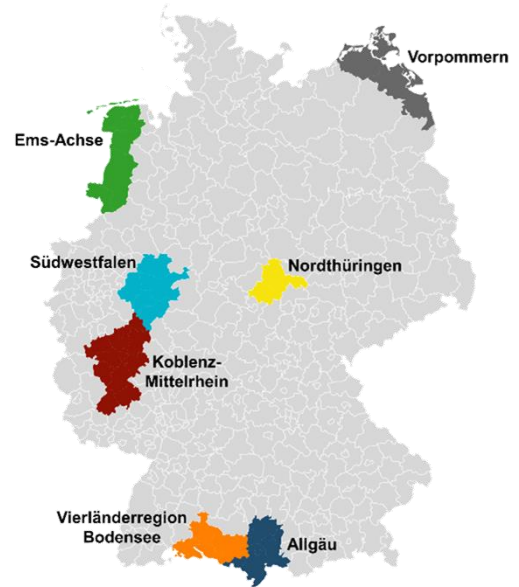 Vorpommern
Ems-Achse
Südwestfalen
Nordthüringen
Koblenz-
Mittelrhein
Vierländerregion
Bodensee
Allgäu